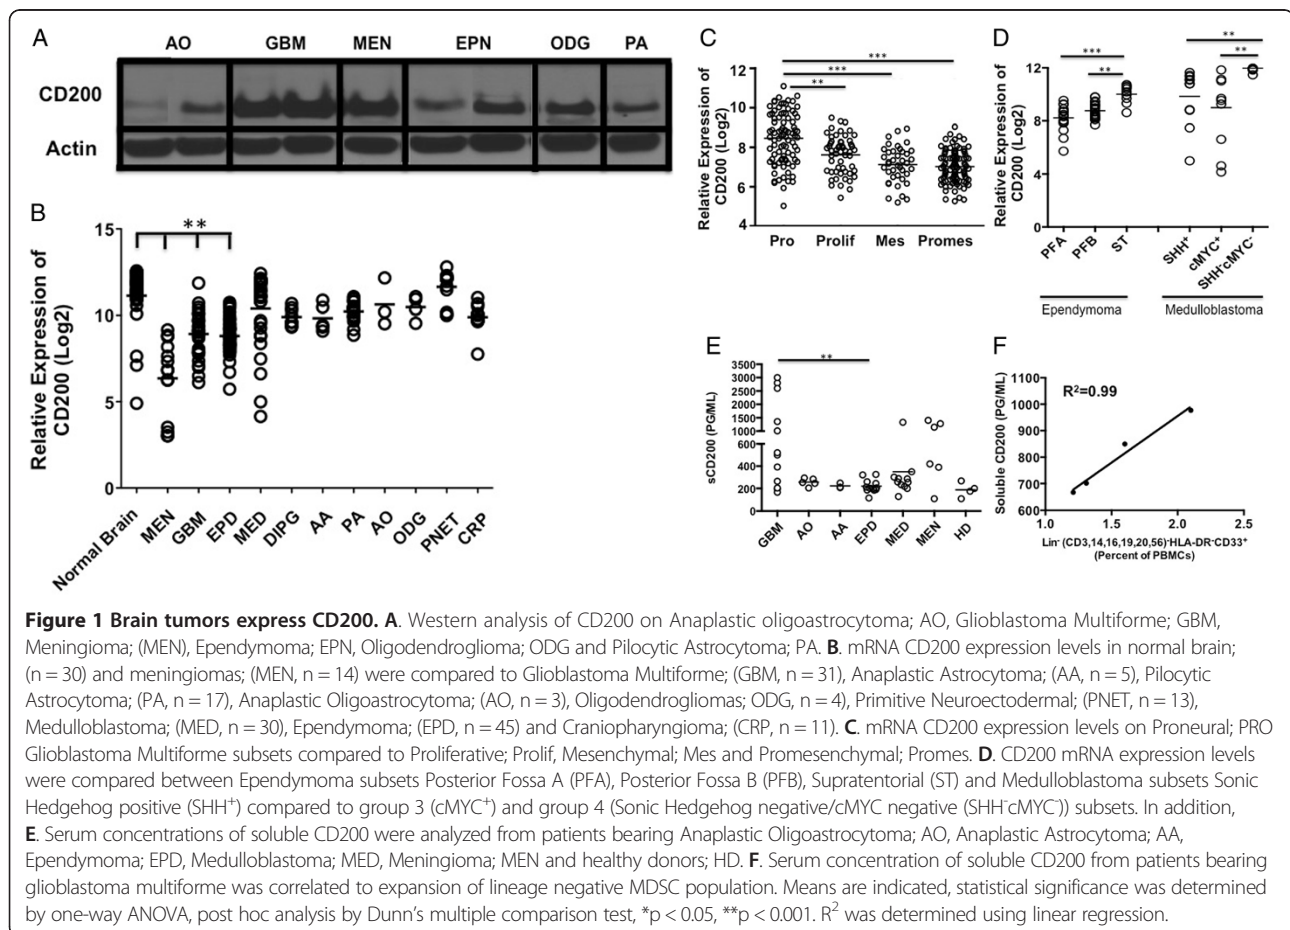 A
AO GBM MEN EPN ODG PA
CD200
Actin
B
Relative Expression of
CD200 (Log2)
**
15
10
5
0
Normal Brain
MEN
GBM
EPD
MED
DIPG
AA
PA
AO
ODG
PNET
CRP
C
Relative Expression of
CD200 (Log2)
***
***
**
12
10
8
6
4
Pro Prolif Mes Promes
D
Relative Expression of
CD200 (Log2)
**
***
**
**
12
8
4
0
PFA
PFB
ST
SHH⁺
cMYC⁺
SHH⁻cMYC⁻
Ependymoma Medulloblastoma
E
sCD200 (PG/ML)
**
3500
3000
2500
2000
1500
1000
600
400
200
0
GBM
AO
AA
EPD
MED
MEN
HD
F
Soluble CD200 (PG/ML)
R²=0.99
1100
1000
900
800
700
600
1.0 1.5 2.0 2.5
Lin⁻ (CD3,14,16,19,20,56)⁻HLA-DR⁻CD33⁺
(Percent of PBMCs)
Figure 1 Brain tumors express CD200. A. Western analysis of CD200 on Anaplastic oligoastrocytoma; AO, Glioblastoma Multiforme; GBM,
Meningioma; (MEN), Ependymoma; EPN, Oligodendroglioma; ODG and Pilocytic Astrocytoma; PA. B. mRNA CD200 expression levels in normal brain;
(n = 30) and meningiomas; (MEN, n = 14) were compared to Glioblastoma Multiforme; (GBM, n = 31), Anaplastic Astrocytoma; (AA, n = 5), Pilocytic
Astrocytoma; (PA, n = 17), Anaplastic Oligoastrocytoma; (AO, n = 3), Oligodendrogliomas; ODG, n = 4), Primitive Neuroectodermal; (PNET, n = 13),
Medulloblastoma; (MED, n = 30), Ependymoma; (EPD, n = 45) and Craniopharyngioma; (CRP, n = 11). C. mRNA CD200 expression levels on Proneural; PRO
Glioblastoma Multiforme subsets compared to Proliferative; Prolif, Mesenchymal; Mes and Promesenchymal; Promes. D. CD200 mRNA expression levels
were compared between Ependymoma subsets Posterior Fossa A (PFA), Posterior Fossa B (PFB), Supratentorial (ST) and Medulloblastoma subsets Sonic
Hedgehog positive (SHH⁺) compared to group 3 (cMYC⁺) and group 4 (Sonic Hedgehog negative/cMYC negative (SHH⁻cMYC⁻)) subsets. In addition,
E. Serum concentrations of soluble CD200 were analyzed from patients bearing Anaplastic Oligoastrocytoma; AO, Anaplastic Astrocytoma; AA,
Ependymoma; EPD, Medulloblastoma; MED, Meningioma; MEN and healthy donors; HD. F. Serum concentration of soluble CD200 from patients bearing
glioblastoma multiforme was correlated to expansion of lineage negative MDSC population. Means are indicated, statistical significance was determined
by one-way ANOVA, post hoc analysis by Dunn's multiple comparison test, *p < 0.05, **p < 0.001. R² was determined using linear regression.